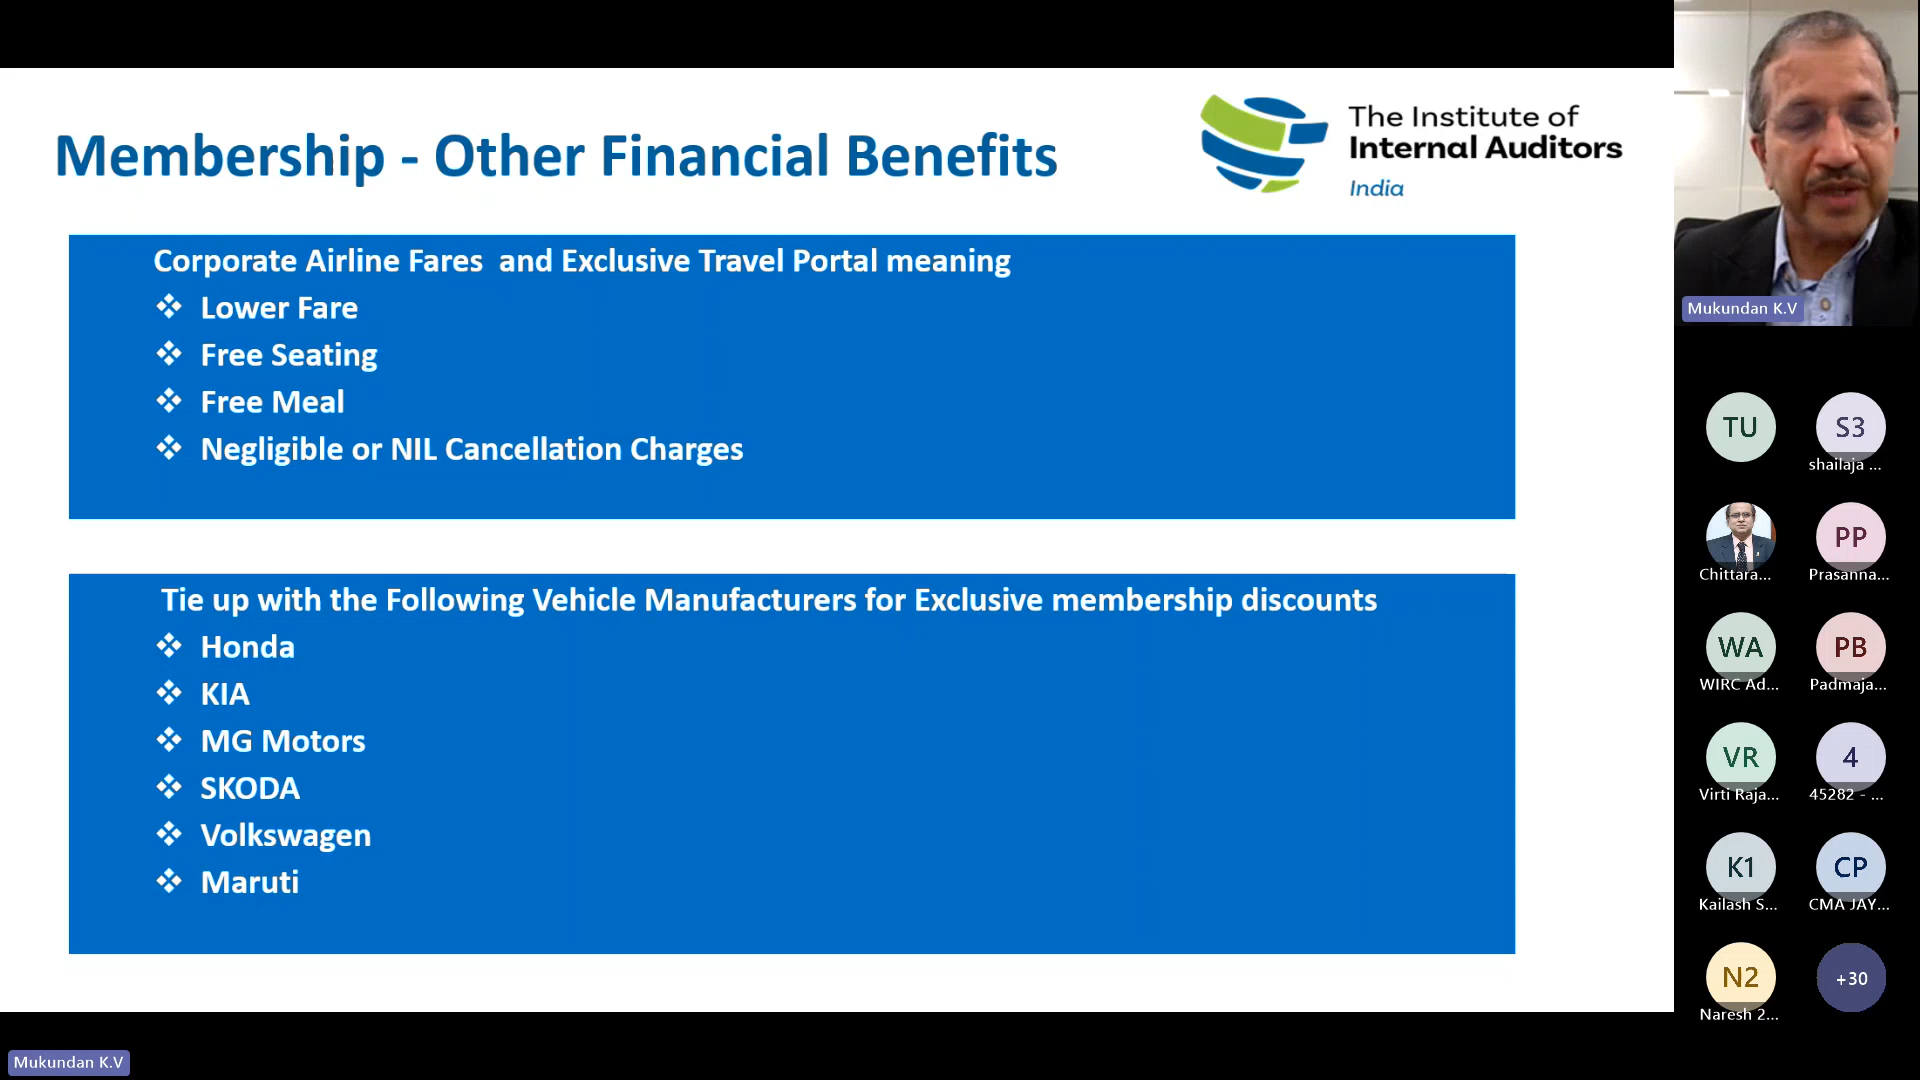 Membership - Other Financial Benefits
The Institute of
Internal Auditors
India
Corporate Airline Fares and Exclusive Travel Portal meaning
❖ Lower Fare
❖ Free Seating
❖ Free Meal
❖ Negligible or NIL Cancellation Charges
Tie up with the Following Vehicle Manufacturers for Exclusive membership discounts
❖ Honda
❖ KIA
❖ MG Motors
❖ SKODA
❖ Volkswagen
❖ Maruti
Mukundan K.V
TU
S3
shailaja ...
Chittara...
PP
Prasanna...
WA
WIRC Ad...
PB
Padmaja...
VR
Virti Raja...
4
45282 - ...
K1
Kailash S...
CP
CMA JAY...
N2
Naresh 2...
+30
Mukundan K.V